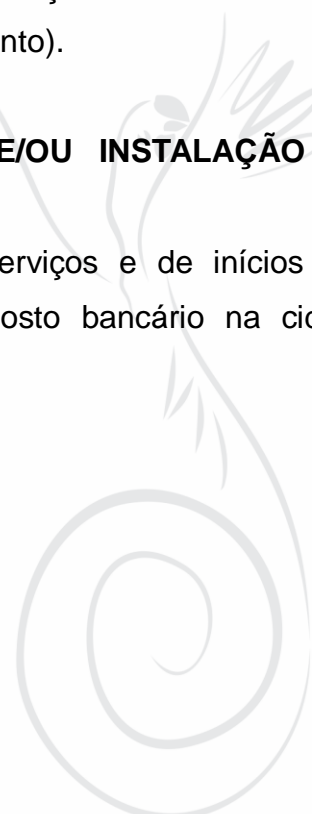 nto).
E/OU INSTALAÇÃO
erviços e de inícios
osto bancário na cid